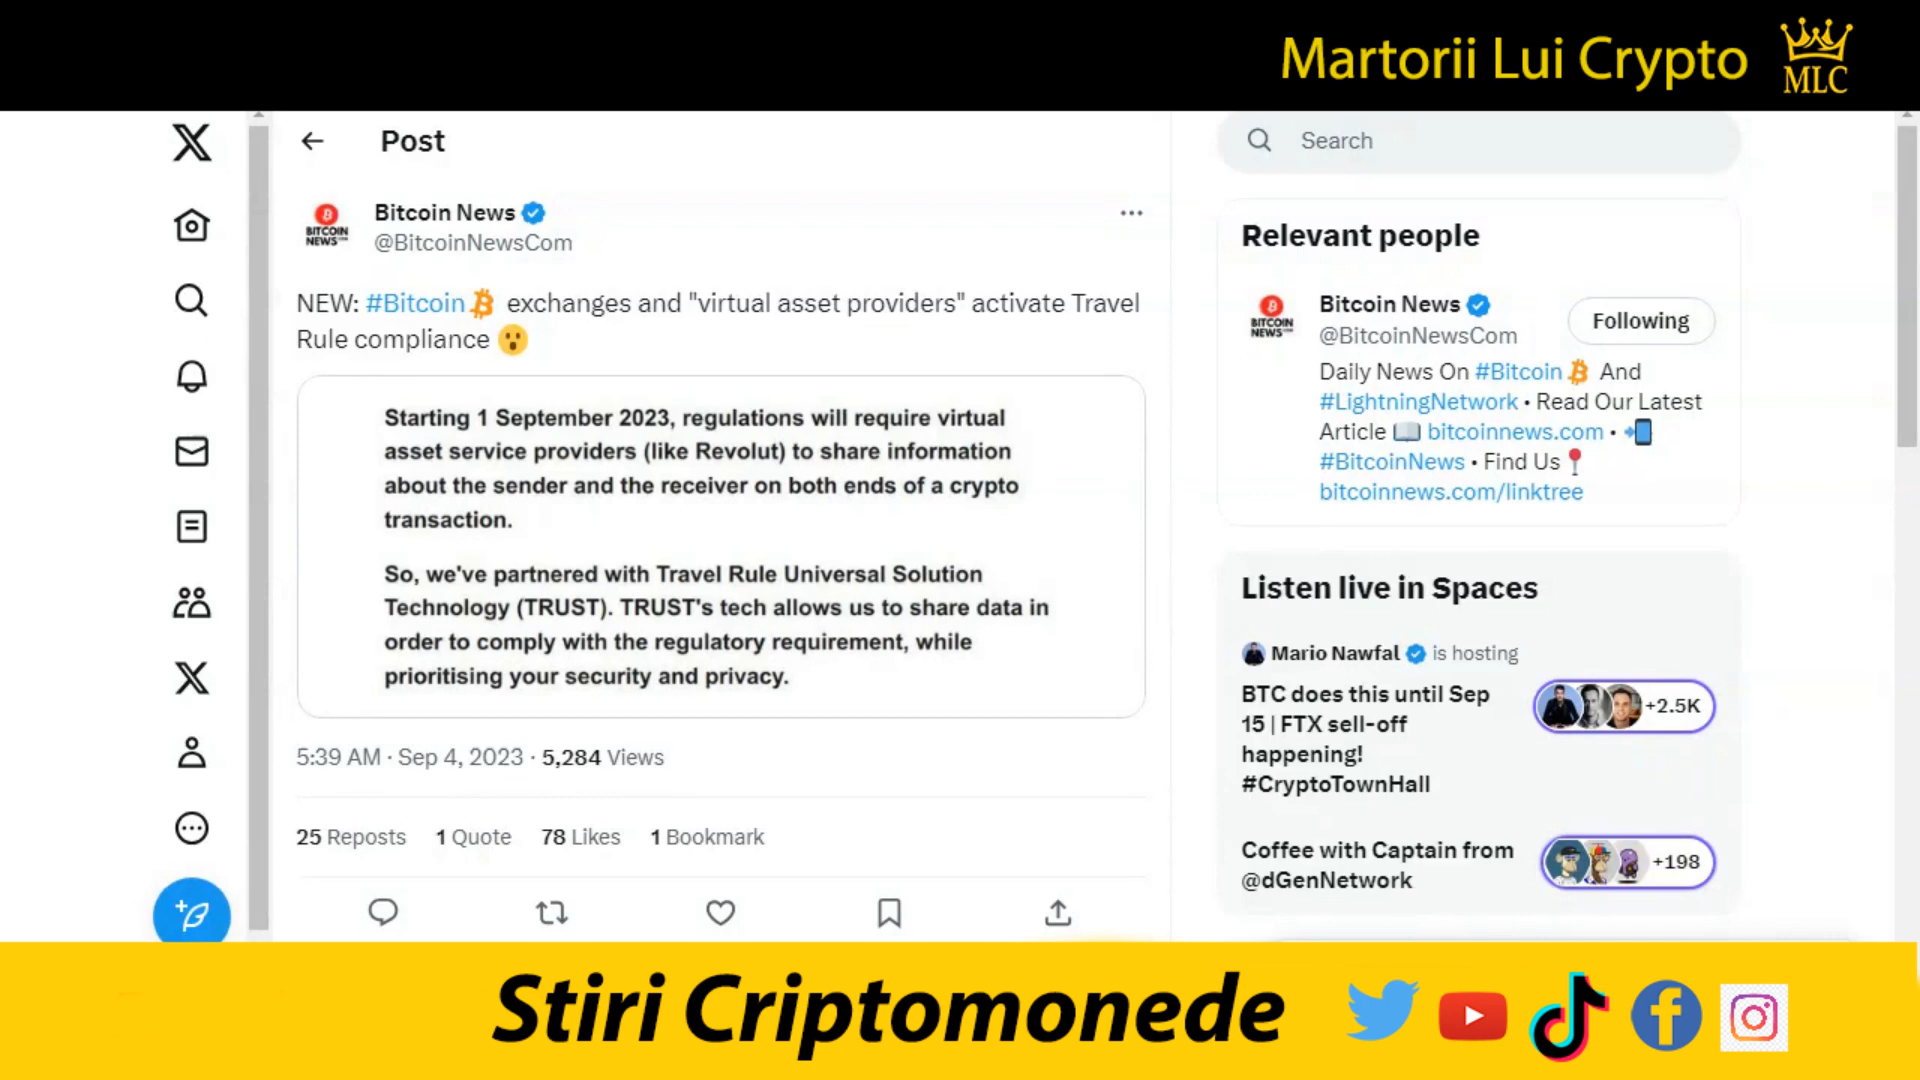 Martorii Lui Crypto
MLC
Post
Search
Bitcoin News
@BitcoinNewsCom
BITCOIN
NEWS
NEW: #Bitcoin exchanges and "virtual asset providers" activate Travel
Rule compliance 😮
Starting 1 September 2023, regulations will require virtual
asset service providers (like Revolut) to share information
about the sender and the receiver on both ends of a crypto
transaction.
So, we've partnered with Travel Rule Universal Solution
Technology (TRUST). TRUST's tech allows us to share data in
order to comply with the regulatory requirement, while
prioritising your security and privacy.
5:39 AM · Sep 4, 2023 · 5,284 Views
25 Reposts 1 Quote 78 Likes 1 Bookmark
Relevant people
BITCOIN
NEWS
Bitcoin News
@BitcoinNewsCom
Following
Daily News On #Bitcoin And
#LightningNetwork • Read Our Latest
Article 📖 bitcoinnews.com • 📲
#BitcoinNews • Find Us 📍
bitcoinnews.com/linktree
Listen live in Spaces
Mario Nawfal is hosting
BTC does this until Sep
15 | FTX sell-off
happening!
#CryptoTownHall
+2.5K
Coffee with Captain from
@dGenNetwork
+198
Stiri Criptomonede